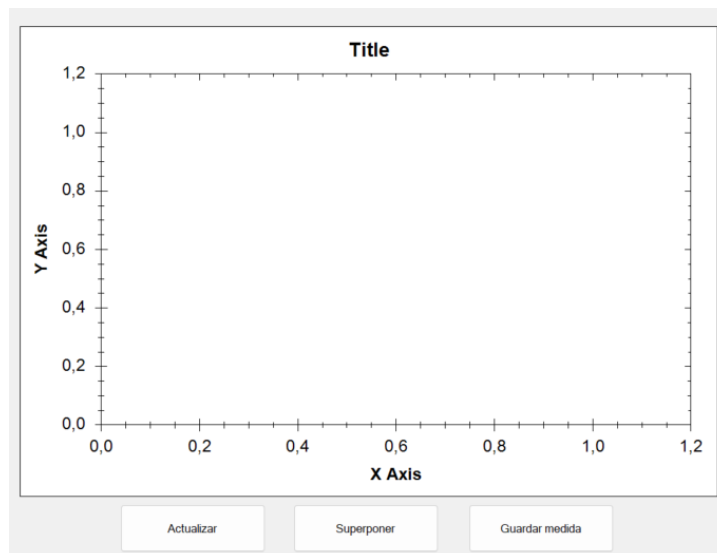 Title
1,2
1,0
0,8
0,6
0,4
0,2
0,0
Y Axis
0,0 0,2 0,4 0,6 0,8 1,0 1,2
X Axis
Actualizar Superponer Guardar medida